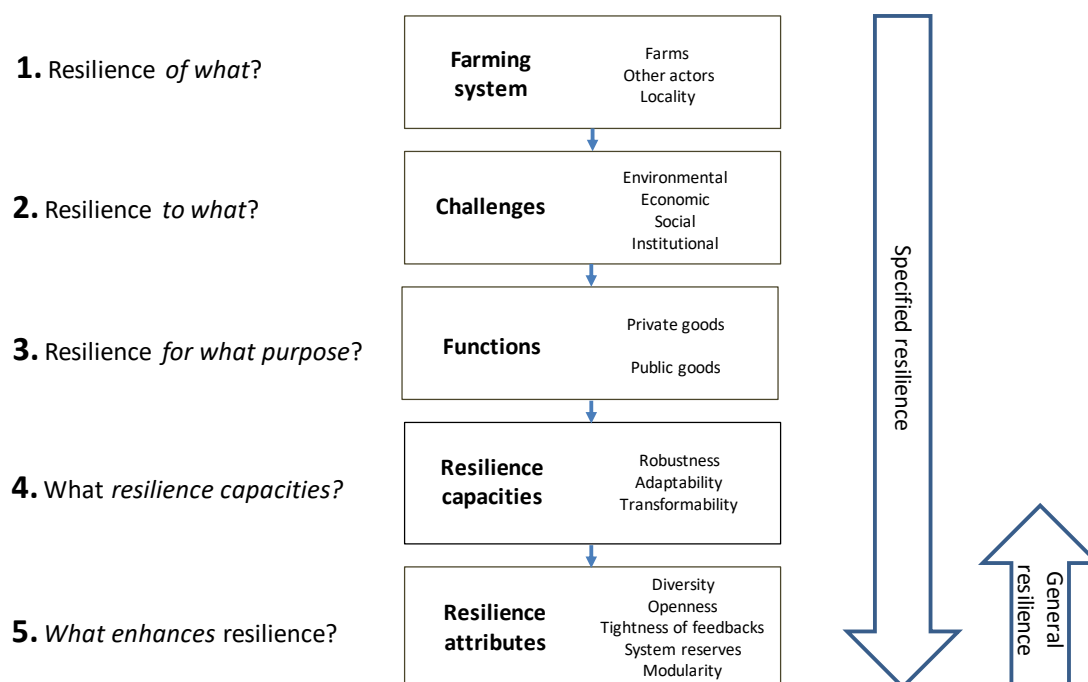 1. Resilience of what?
Farming
system
Farms
Other actors
Locality
2. Resilience to what?
Challenges
Environmental
Economic
Social
Institutional
3. Resilience for what purpose?
Functions
Private goods
Public goods
4. What resilience capacities?
Resilience
capacities
Robustness
Adaptability
Transformability
5. What enhances resilience?
Resilience
attributes
Diversity
Openness
Tightness of feedbacks
System reserves
Modularity
Specified resilience
General
resilience